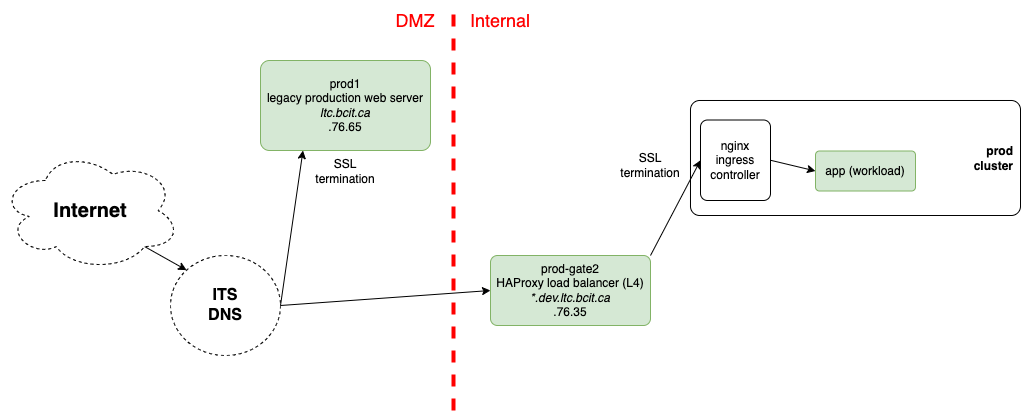 DMZ
Internal
prod1
legacy production web server
ltc.bcit.ca
.76.65
SSL
termination
Internet
ITS
DNS
prod-gate2
HAProxy load balancer (L4)
*.dev.ltc.bcit.ca
.76.35
SSL
termination
nginx
ingress
controller
app (workload)
prod
cluster